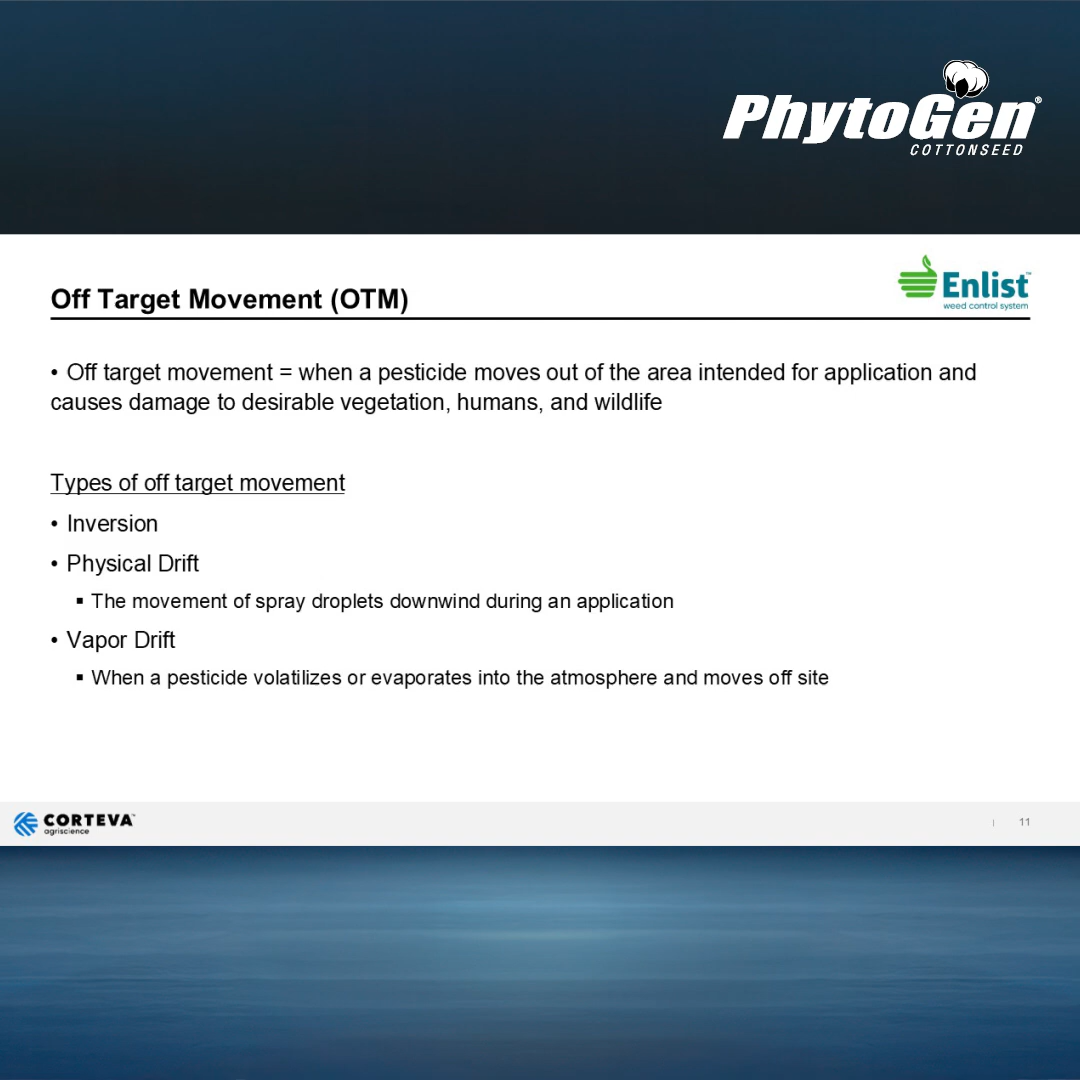 PhytoGen®
COTTONSEED
Off Target Movement (OTM)
Enlist™
weed control system
• Off target movement = when a pesticide moves out of the area intended for application and
causes damage to desirable vegetation, humans, and wildlife
Types of off target movement
• Inversion
• Physical Drift
▪ The movement of spray droplets downwind during an application
• Vapor Drift
▪ When a pesticide volatilizes or evaporates into the atmosphere and moves off site
CORTEVA™
agriscience
| 11